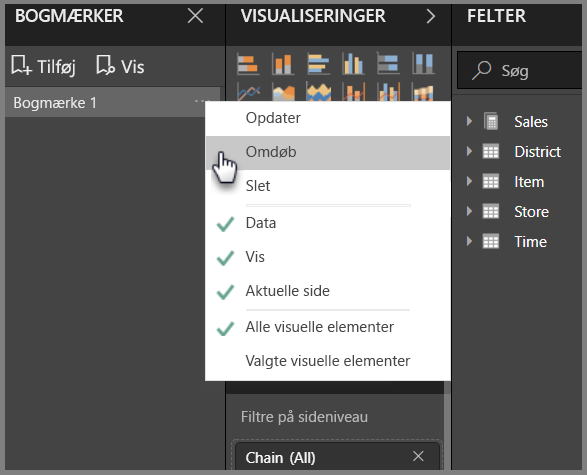 BOGMÆRKER
Tilføj
Vis
Bogmærke 1
...
Opdater
Omdøb
Slet
Data
Vis
Aktuelle side
Alle visuelle elementer
Valgte visuelle elementer
VISUALISERINGER
Filtre på sideniveau
Chain (All)
FELTER
Søg
Sales
District
Item
Store
Time